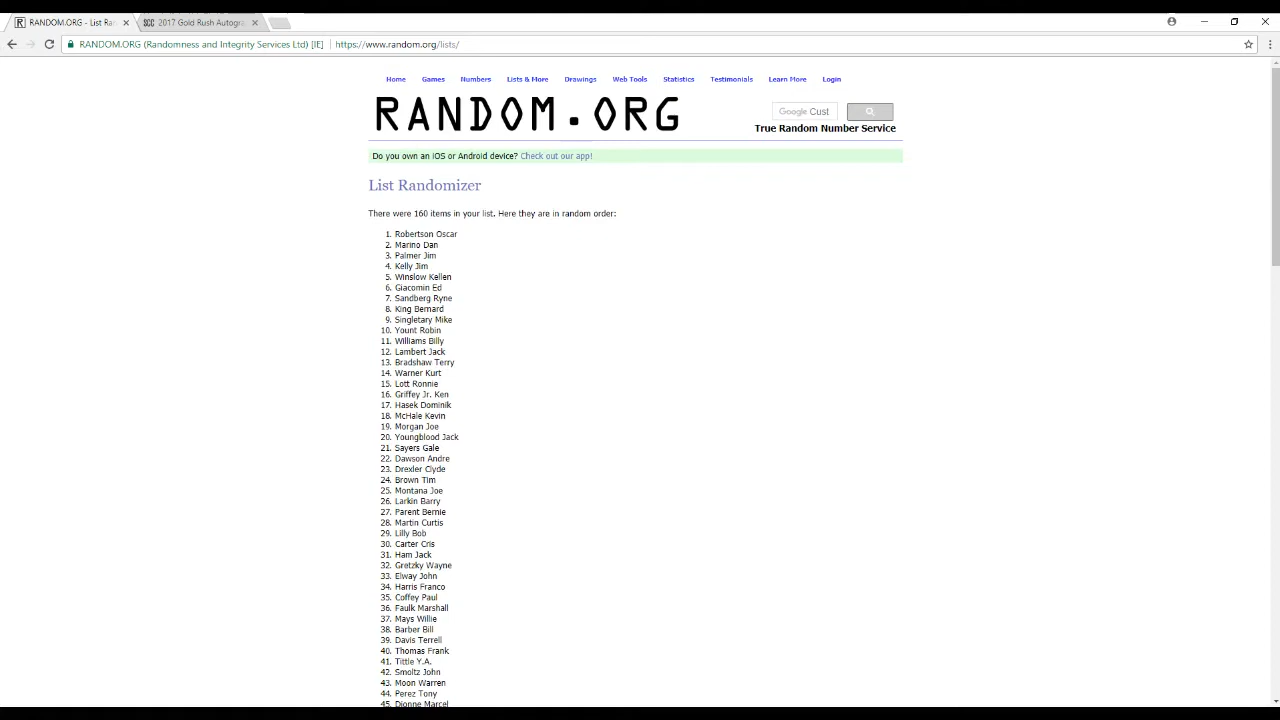 RANDOM.ORG - List Ran
SCC 2017 Gold Rush Autogra
RANDOM.ORG (Randomness and Integrity Services Ltd) [IE] https://www.random.org/lists/
Home Games Numbers Lists & More Drawings Web Tools Statistics Testimonials Learn More Login
RANDOM.ORG
Google Cust
True Random Number Service
Do you own an iOS or Android device? Check out our app!
List Randomizer
There were 160 items in your list. Here they are in random order:
1. Robertson Oscar
2. Marino Dan
3. Palmer Jim
4. Kelly Jim
5. Winslow Kellen
6. Giacomin Ed
7. Sandberg Ryne
8. King Bernard
9. Singletary Mike
10. Yount Robin
11. Williams Billy
12. Lambert Jack
13. Bradshaw Terry
14. Warner Kurt
15. Lott Ronnie
16. Griffey Jr. Ken
17. Hasek Dominik
18. McHale Kevin
19. Morgan Joe
20. Youngblood Jack
21. Sayers Gale
22. Dawson Andre
23. Drexler Clyde
24. Brown Tim
25. Montana Joe
26. Larkin Barry
27. Parent Bernie
28. Martin Curtis
29. Lilly Bob
30. Carter Cris
31. Ham Jack
32. Gretzky Wayne
33. Elway John
34. Harris Franco
35. Coffey Paul
36. Faulk Marshall
37. Mays Willie
38. Barber Bill
39. Davis Terrell
40. Thomas Frank
41. Tittle Y.A.
42. Smoltz John
43. Moon Warren
44. Perez Tony
45. Dionne Marcel